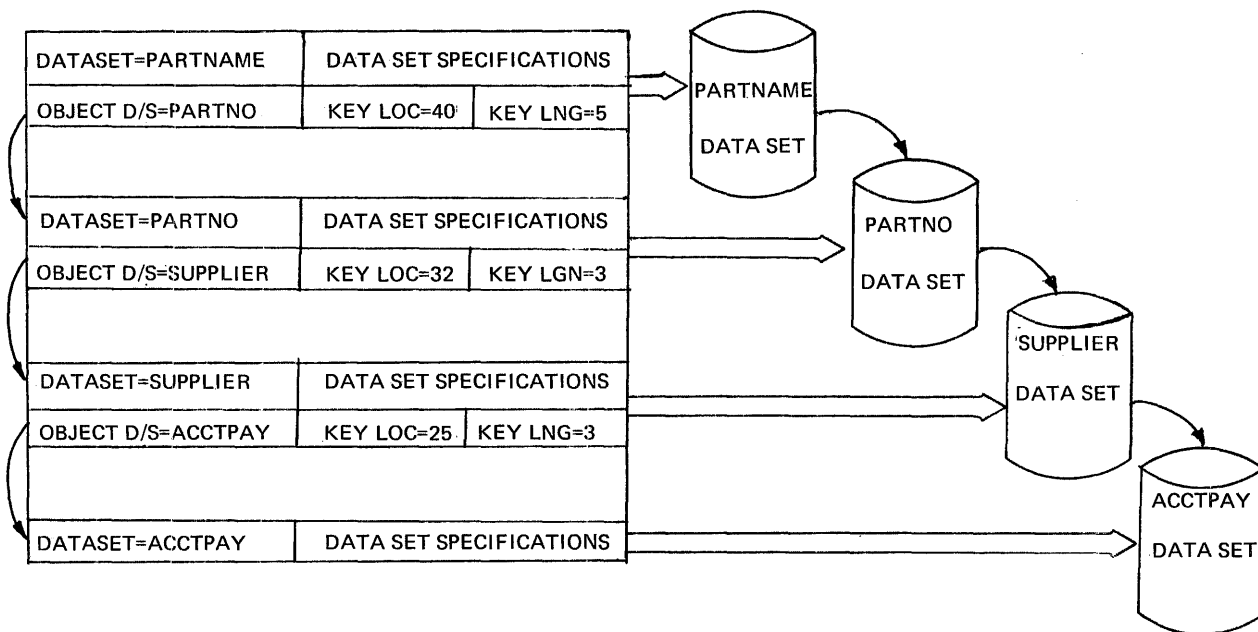 DATASET=PARTNAME DATA SET SPECIFICATIONS
OBJECT D/S=PARTNO KEY LOC=40 KEY LNG=5
DATASET=PARTNO DATA SET SPECIFICATIONS
OBJECT D/S=SUPPLIER KEY LOC=32 KEY LGN=3
DATASET=SUPPLIER DATA SET SPECIFICATIONS
OBJECT D/S=ACCTPAY KEY LOC=25 KEY LNG=3
DATASET=ACCTPAY DATA SET SPECIFICATIONS
PARTNAME
DATA SET
PARTNO
DATA SET
SUPPLIER
DATA SET
ACCTPAY
DATA SET